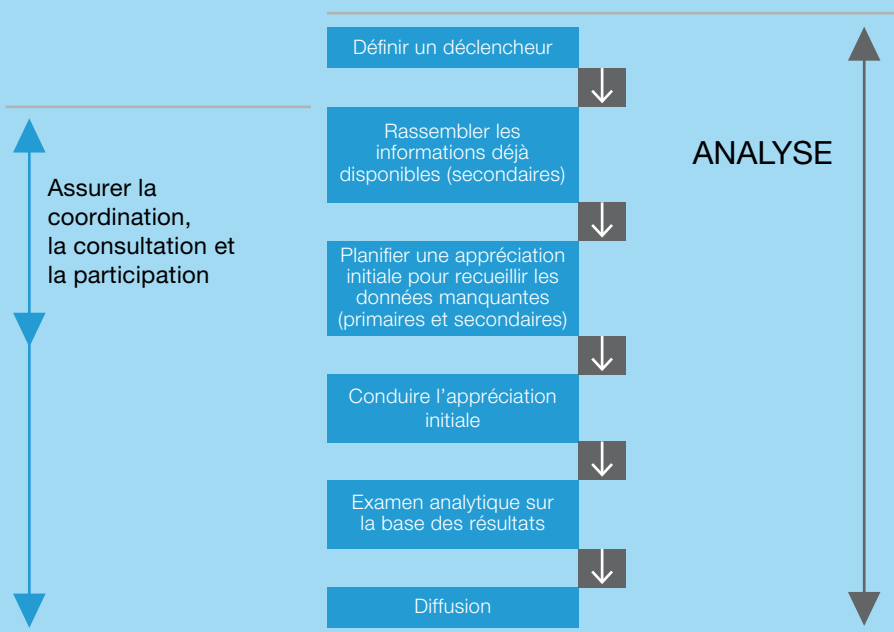 Définir un déclencheur
Rassembler les
informations déjà
disponibles (secondaires)
ANALYSE
Assurer la
coordination,
la consultation et
la participation
Planifier une appréciation
initiale pour recueillir les
données manquantes
(primaires et secondaires)
Conduire l’appréciation
initiale
Examen analytique sur
la base des résultats
Diffusion